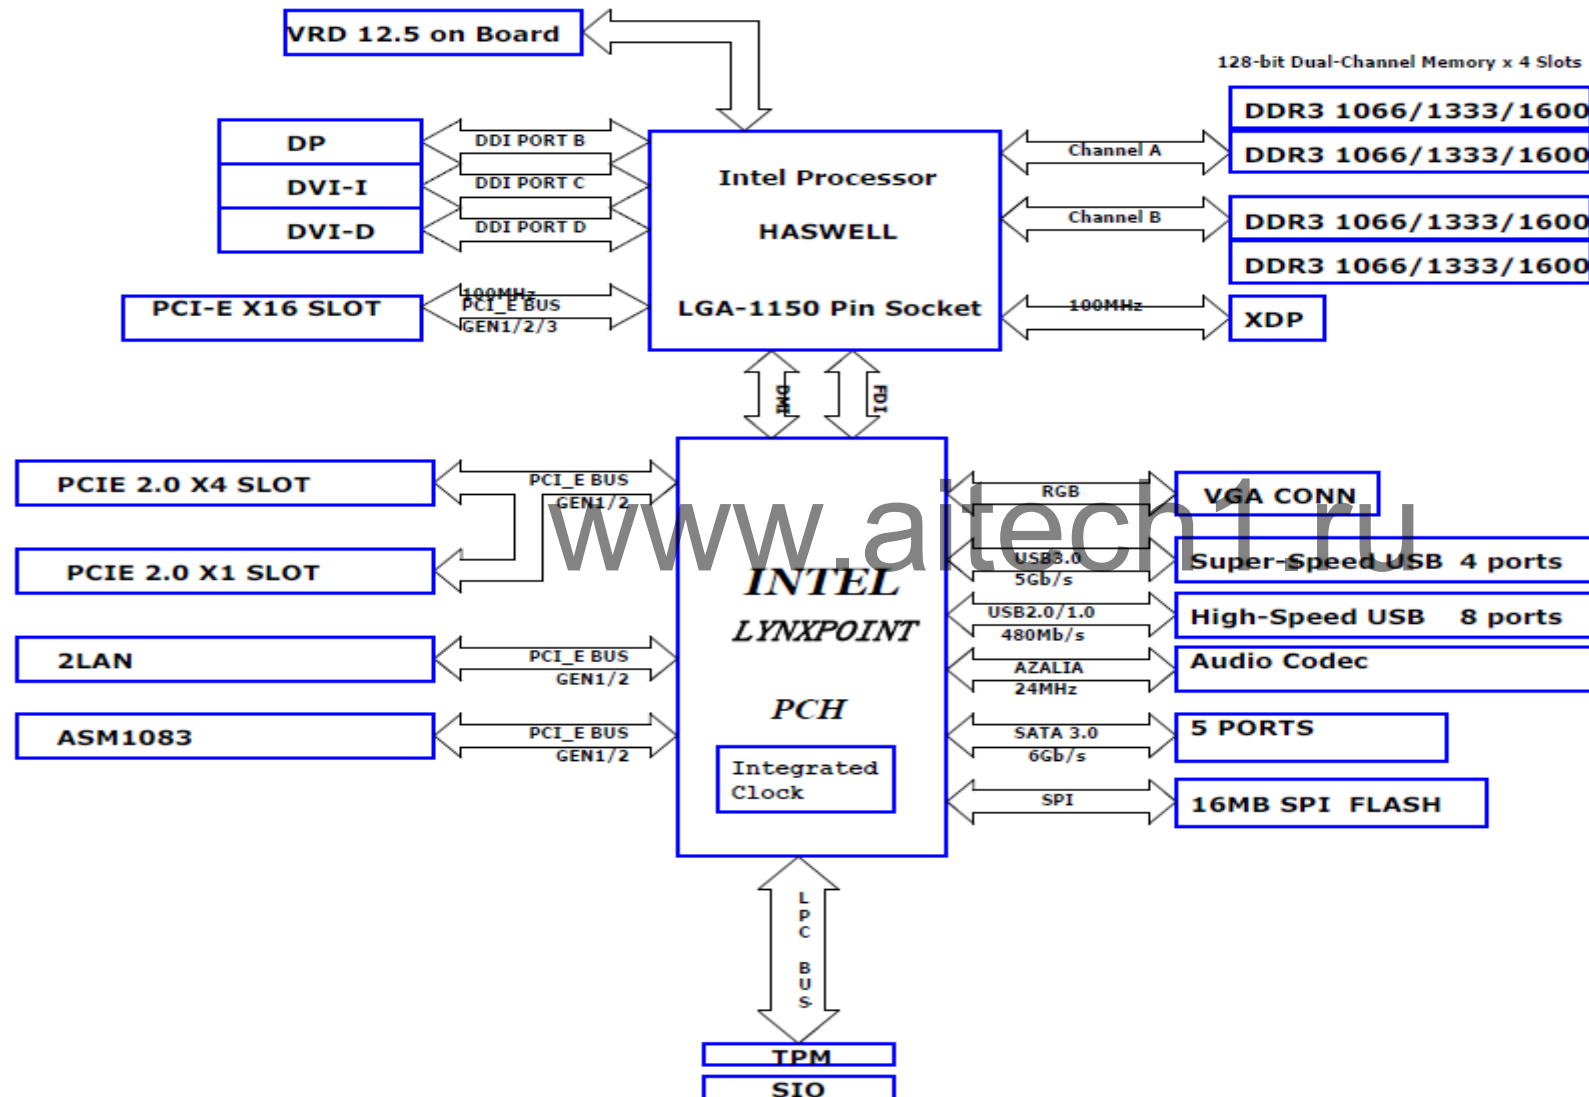 VRD 12.5 on Board
128-bit Dual-Channel Memory x 4 Slots
DP
DVI-I
DVI-D
DDI PORT B
DDI PORT C
DDI PORT D
PCI-E X16 SLOT
100MHz
PCI_E BUS
GEN1/2/3
Intel Processor
HASWELL
LGA-1150 Pin Socket
Channel A
Channel B
100MHz
DDR3 1066/1333/1600
DDR3 1066/1333/1600
DDR3 1066/1333/1600
DDR3 1066/1333/1600
XDP
DMI
FDI
PCIE 2.0 X4 SLOT
PCI_E BUS
GEN1/2
PCIE 2.0 X1 SLOT
2LAN
PCI_E BUS
GEN1/2
ASM1083
PCI_E BUS
GEN1/2
www.aitech1.ru
INTEL
LYNXPOINT
PCH
Integrated
Clock
RGB
VGA CONN
USB3.0
5Gb/s
Super-Speed USB 4 ports
USB2.0/1.0
480Mb/s
High-Speed USB 8 ports
AZALIA
24MHz
Audio Codec
SATA 3.0
6Gb/s
5 PORTS
SPI
16MB SPI FLASH
LPC BUS
TPM
SIO